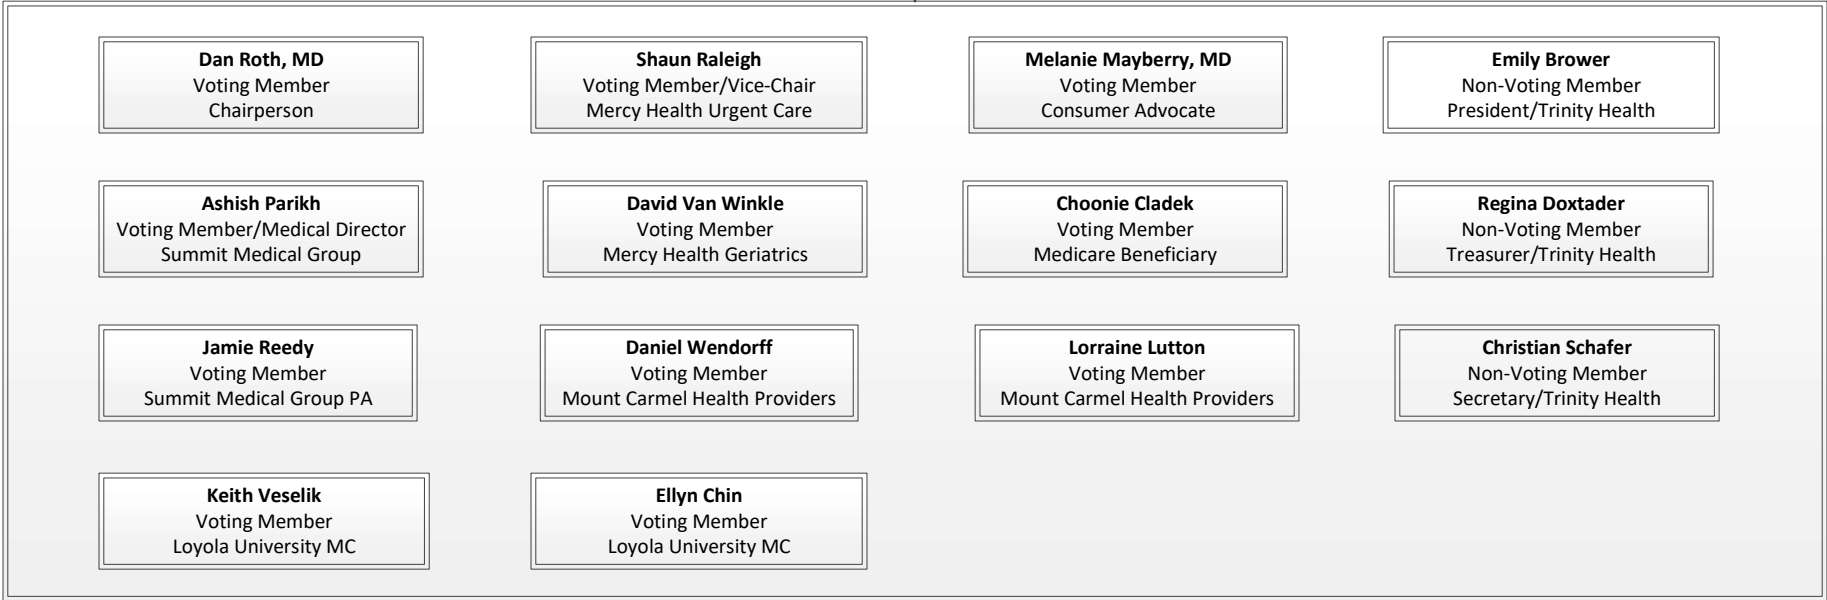 Dan Roth, MD
Voting Member
Chairperson
Shaun Raleigh
Voting Member/Vice-Chair
Mercy Health Urgent Care
Melanie Mayberry, MD
Voting Member
Consumer Advocate
Emily Brower
Non-Voting Member
President/Trinity Health
Ashish Parikh
Voting Member/Medical Director
Summit Medical Group
David Van Winkle
Voting Member
Mercy Health Geriatrics
Choonie Cladek
Voting Member
Medicare Beneficiary
Regina Doxtader
Non-Voting Member
Treasurer/Trinity Health
Jamie Reedy
Voting Member
Summit Medical Group PA
Daniel Wendorff
Voting Member
Mount Carmel Health Providers
Lorraine Lutton
Voting Member
Mount Carmel Health Providers
Christian Schafer
Non-Voting Member
Secretary/Trinity Health
Keith Veselik
Voting Member
Loyola University MC
Ellyn Chin
Voting Member
Loyola University MC